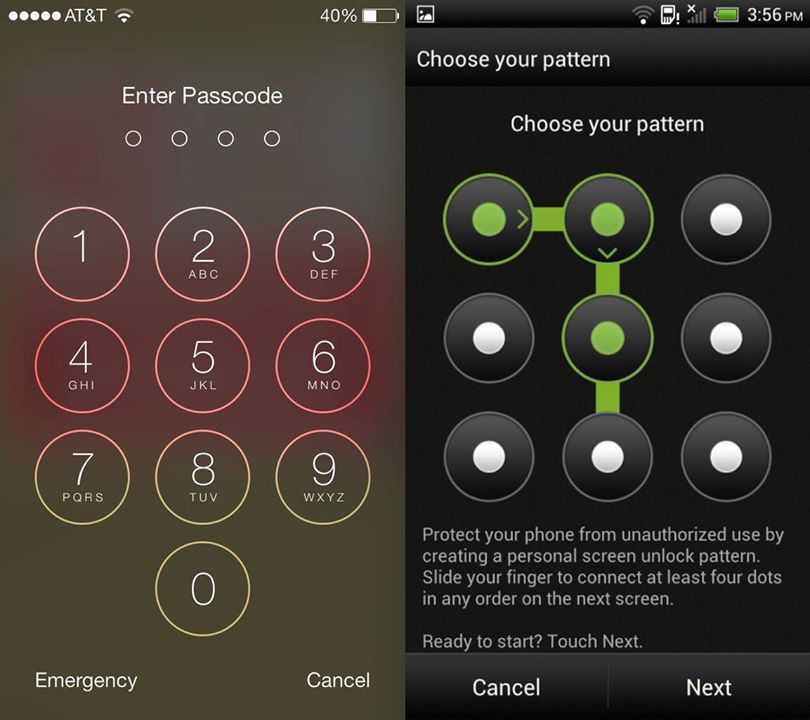 AT&T 40%
Enter Passcode
1 2 3
ABC DEF
4 5 6
GHI JKL MNO
7 8 9
PQRS TUV WXYZ
0
Emergency Cancel
3:56 PM
Choose your pattern
Choose your pattern
Protect your phone from unauthorized use by
creating a personal screen unlock pattern.
Slide your finger to connect at least four dots
in any order on the next screen.
Ready to start? Touch Next.
Cancel Next